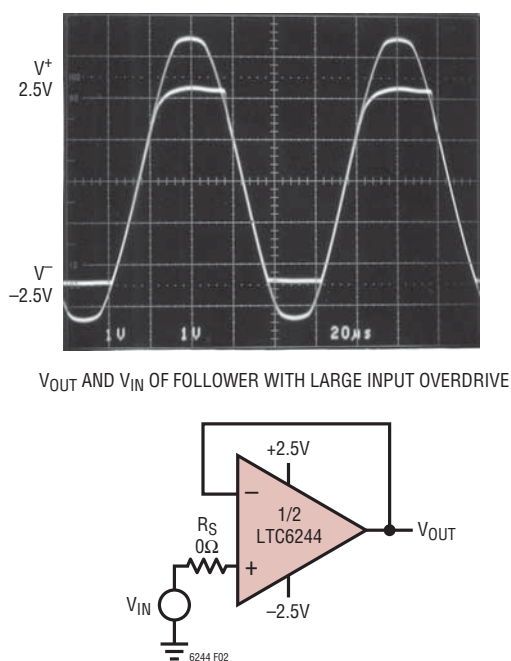 V+
2.5V
V–
–2.5V
1V 1V 20µs
VOUT AND VIN OF FOLLOWER WITH LARGE INPUT OVERDRIVE
+2.5V
–
1/2
LTC6244
RS
0Ω
+
VOUT
VIN
–2.5V
6244 F02